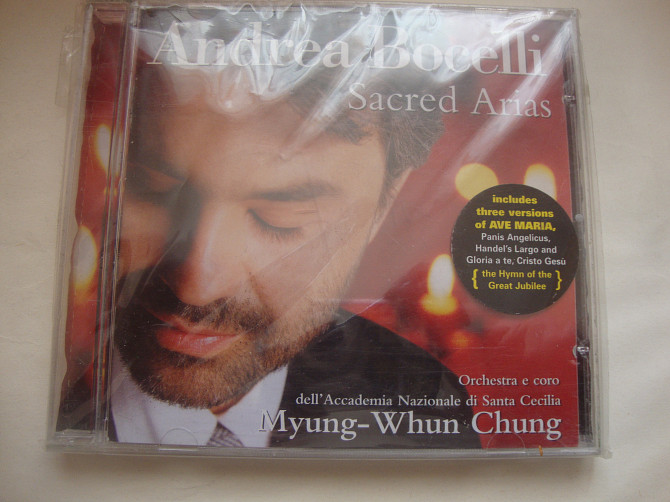 Andrea Bocelli
Sacred Arias
includes
three versions
of AVE MARIA,
Panis Angelicus,
Handel's Largo and
Gloria a te, Cristo Gesù
{ the Hymn of the
Great Jubilee }
Orchestra e coro
dell'Accademia Nazionale di Santa Cecilia
Myung-Whun Chung